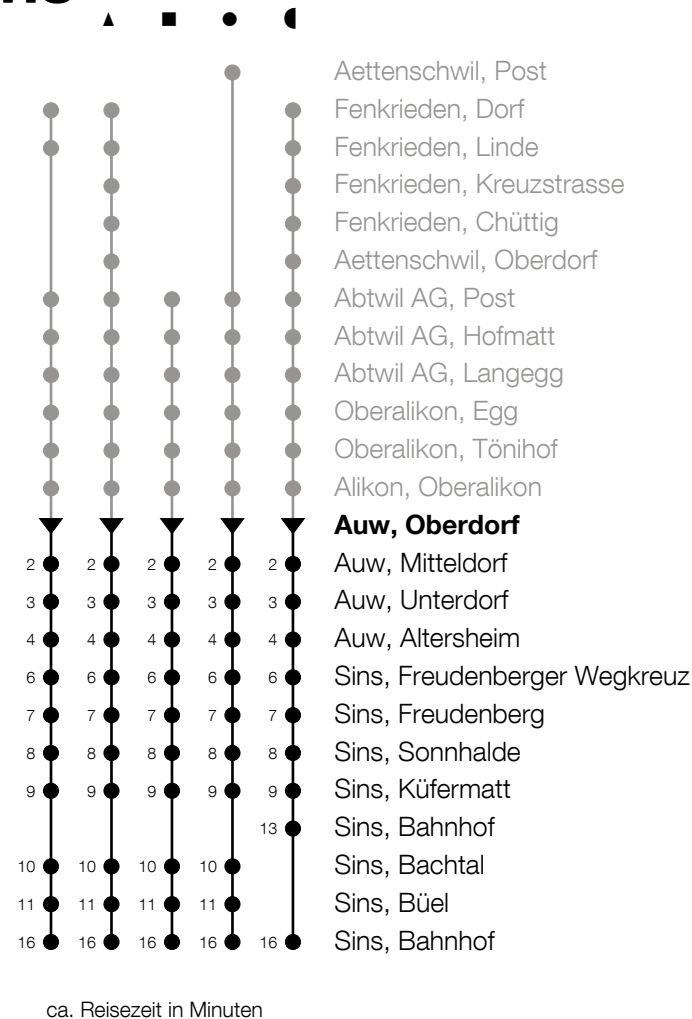 Aettenschwil, Post
Fenkrieden, Dorf
Fenkrieden, Linde
Fenkrieden, Kreuzstrasse
Fenkrieden, Chüttig
Aettenschwil, Oberdorf
Abtwil AG, Post
Abtwil AG, Hofmatt
Abtwil AG, Langegg
Oberalikon, Egg
Oberalikon, Tönihof
Alikon, Oberalikon
Auw, Oberdorf
2 2 2 2 2 Auw, Mitteldorf
3 3 3 3 3 Auw, Unterdorf
4 4 4 4 4 Auw, Altersheim
6 6 6 6 6 Sins, Freudenberger Wegkreuz
7 7 7 7 7 Sins, Freudenberg
8 8 8 8 8 Sins, Sonnhalde
9 9 9 9 9 Sins, Küfermatt
13 Sins, Bahnhof
10 10 10 10 Sins, Bachtal
11 11 11 11 Sins, Büel
16 16 16 16 16 Sins, Bahnhof
ca. Reisezeit in Minuten